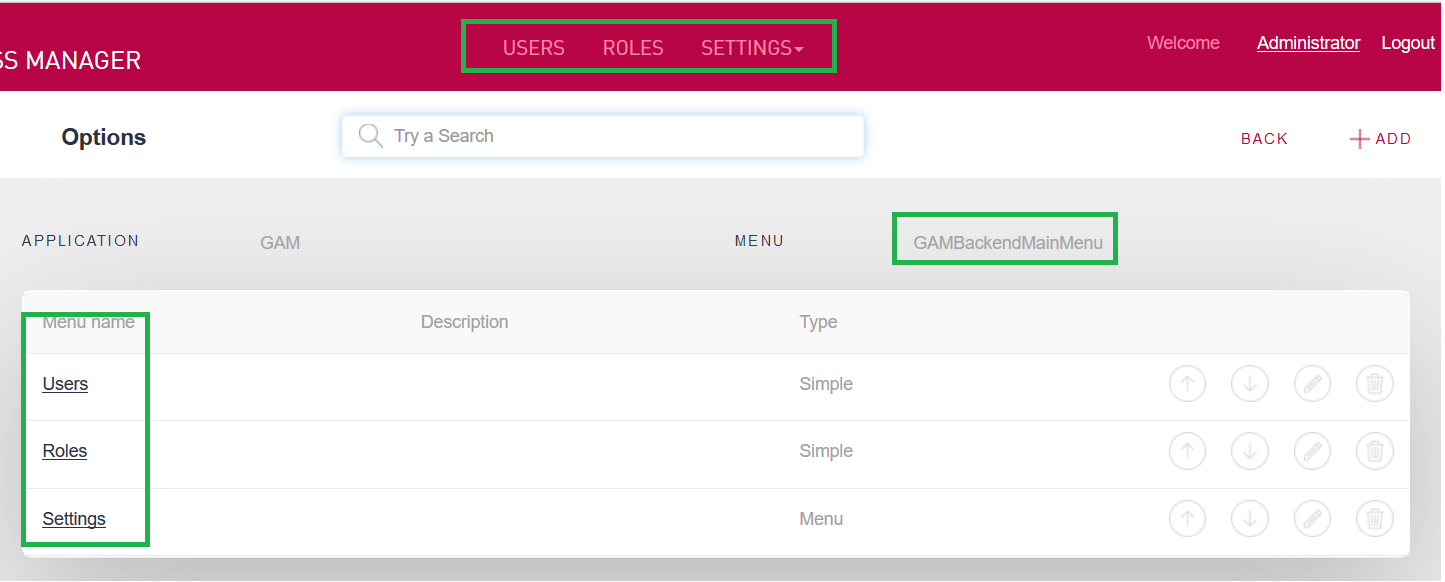 USERS ROLES SETTINGS
Welcome Administrator Logout
MANAGER
Options
Try a Search
BACK ADD
APPLICATION GAM MENU GAMBackendMainMenu
Menu name Description Type
Users Simple
Roles Simple
Settings Menu